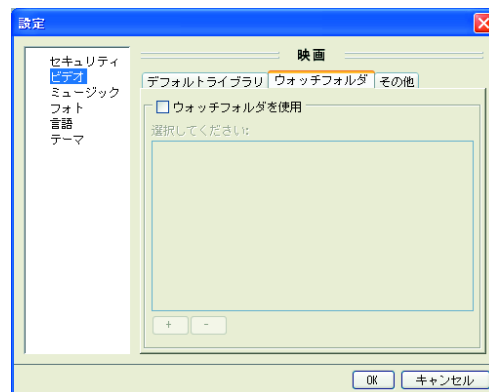 設定
セキュリティ
ビデオ
ミュージック
フォト
言語
テーマ
映画
デフォルトライブラリ ウォッチフォルダ その他
ウォッチフォルダを使用
選択してください:
+ -
OK キャンセル